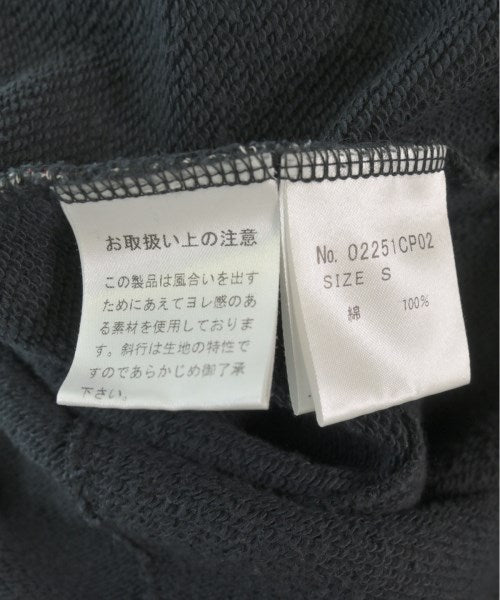 お取扱い上の注意
この製品は風合いを出す
ためにあえてヨレ感のあ
る素材を使用しておりま
す。斜行は生地の特性で
すのであらかじめ御了承
下さい。
No. 02251CP02
SIZE S
綿 100%